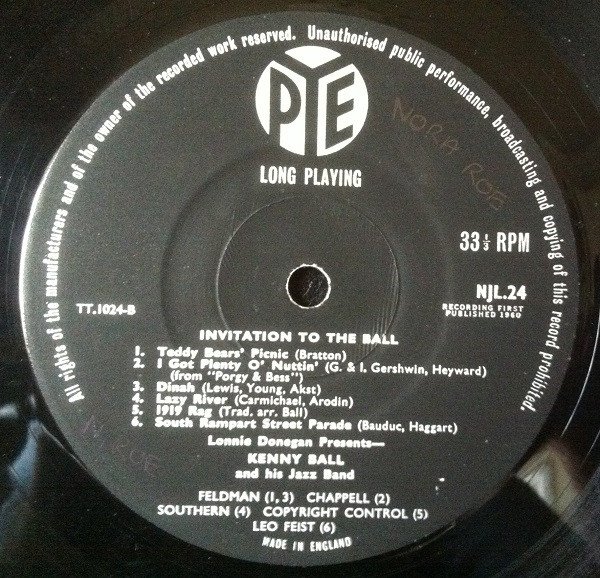 All rights of the manufacturers and of the owner of the recorded work reserved. Unauthorised public performance, broadcasting and copying of this record prohibited.
PYE
LONG PLAYING
NORA ROE
33 1/3 RPM
NJL.24
RECORDING FIRST
PUBLISHED 1960
TT.1024-B
INVITATION TO THE BALL
1. Teddy Bears' Picnic (Bratton)
2. I Got Plenty O' Nuttin' (G. & I. Gershwin, Heyward)
(from "Porgy & Bess")
3. Dinah (Lewis, Young, Akst)
4. Lazy River (Carmichael, Arodin)
5. 1919 Rag (Trad. arr. Ball)
6. South Rampart Street Parade (Bauduc, Haggart)
N. ROE
Lonnie Donegan Presents—
KENNY BALL
and his Jazz Band
FELDMAN (1, 3) CHAPPELL (2)
SOUTHERN (4) COPYRIGHT CONTROL (5)
LEO FEIST (6)
MADE IN ENGLAND